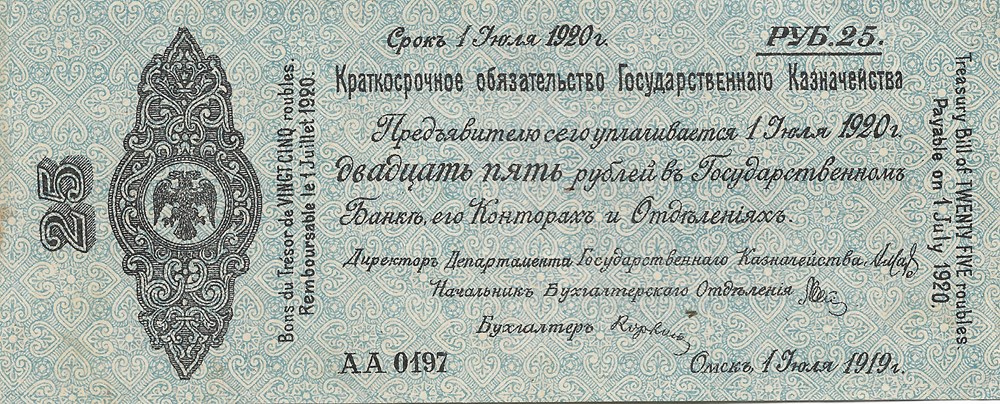 25
Bons du Tresor de VINGT CINQ roubles.
Remboursable le 1 Juillet 1920.
Срокъ 1 Іюля 1920 г.
РУБ. 25.
Краткосрочное обязательство Государственнаго Казначейства
Предъявителю сего уплачивается 1 Іюля 1920 г.
двадцать пять рублей въ Государственномъ
Банкѣ, его Конторахъ и Отдѣленіяхъ.
Директоръ Департамента Государственнаго Казначейства
Начальникъ Бухгалтерскаго Отдѣленія
Бухгалтеръ
АА 0197
Омскъ, 1 Іюля 1919 г.
Treasury Bill of TWENTY FIVE roubles
Payable on 1 July 1920.